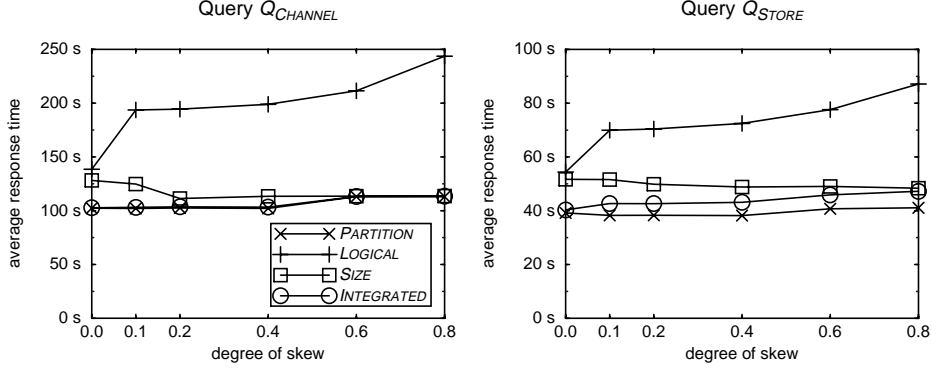 Query QCHANNEL
250 s
200 s
150 s
100 s
50 s
0 s
average response time
0.0 0.1 0.2 0.4 0.6 0.8
degree of skew
PARTITION
LOGICAL
SIZE
INTEGRATED
Query QSTORE
100 s
80 s
60 s
40 s
20 s
0 s
average response time
0.0 0.1 0.2 0.4 0.6 0.8
degree of skew